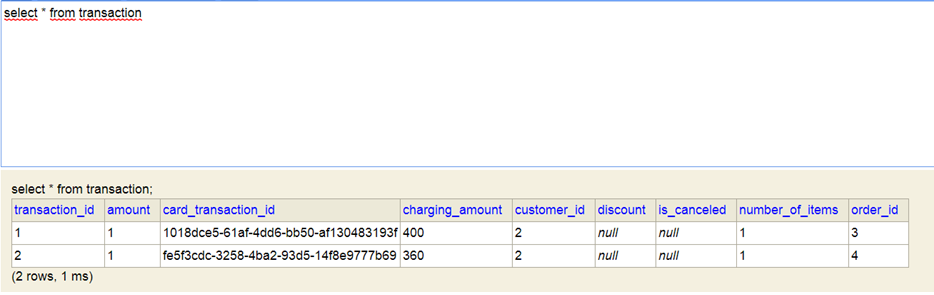 select * from transaction
select * from transaction;
transaction_id amount card_transaction_id charging_amount customer_id discount is_canceled number_of_items order_id
1 1 1018dce5-61af-4dd6-bb50-af130483193f 400 2 null null 1 3
2 1 fe5f3cdc-3258-4ba2-93d5-14f8e9777b69 360 2 null null 1 4
(2 rows, 1 ms)